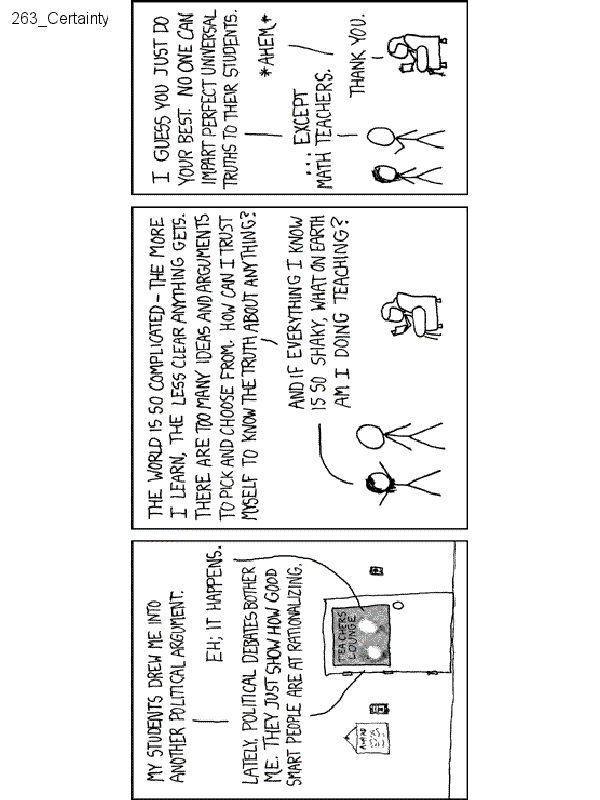 263_Certainty
MY STUDENTS DREW ME INTO
ANOTHER POLITICAL ARGUMENT.
EH; IT HAPPENS.
LATELY, POLITICAL DEBATES BOTHER
ME. THEY JUST SHOW HOW GOOD
SMART PEOPLE ARE AT RATIONALIZING.
TEACHERS
LOUNGE
THE WORLD IS SO COMPLICATED - THE MORE
I LEARN, THE LESS CLEAR ANYTHING GETS.
THERE ARE TOO MANY IDEAS AND ARGUMENTS
TO PICK AND CHOOSE FROM. HOW CAN I TRUST
MYSELF TO KNOW THE TRUTH ABOUT ANYTHING?
AND IF EVERYTHING I KNOW
IS SO SHAKY, WHAT ON EARTH
AM I DOING TEACHING?
I GUESS YOU JUST DO
YOUR BEST. NO ONE CAN
IMPART PERFECT UNIVERSAL
TRUTHS TO THEIR STUDENTS.
*AHEM*
... EXCEPT
MATH TEACHERS.
THANK YOU.